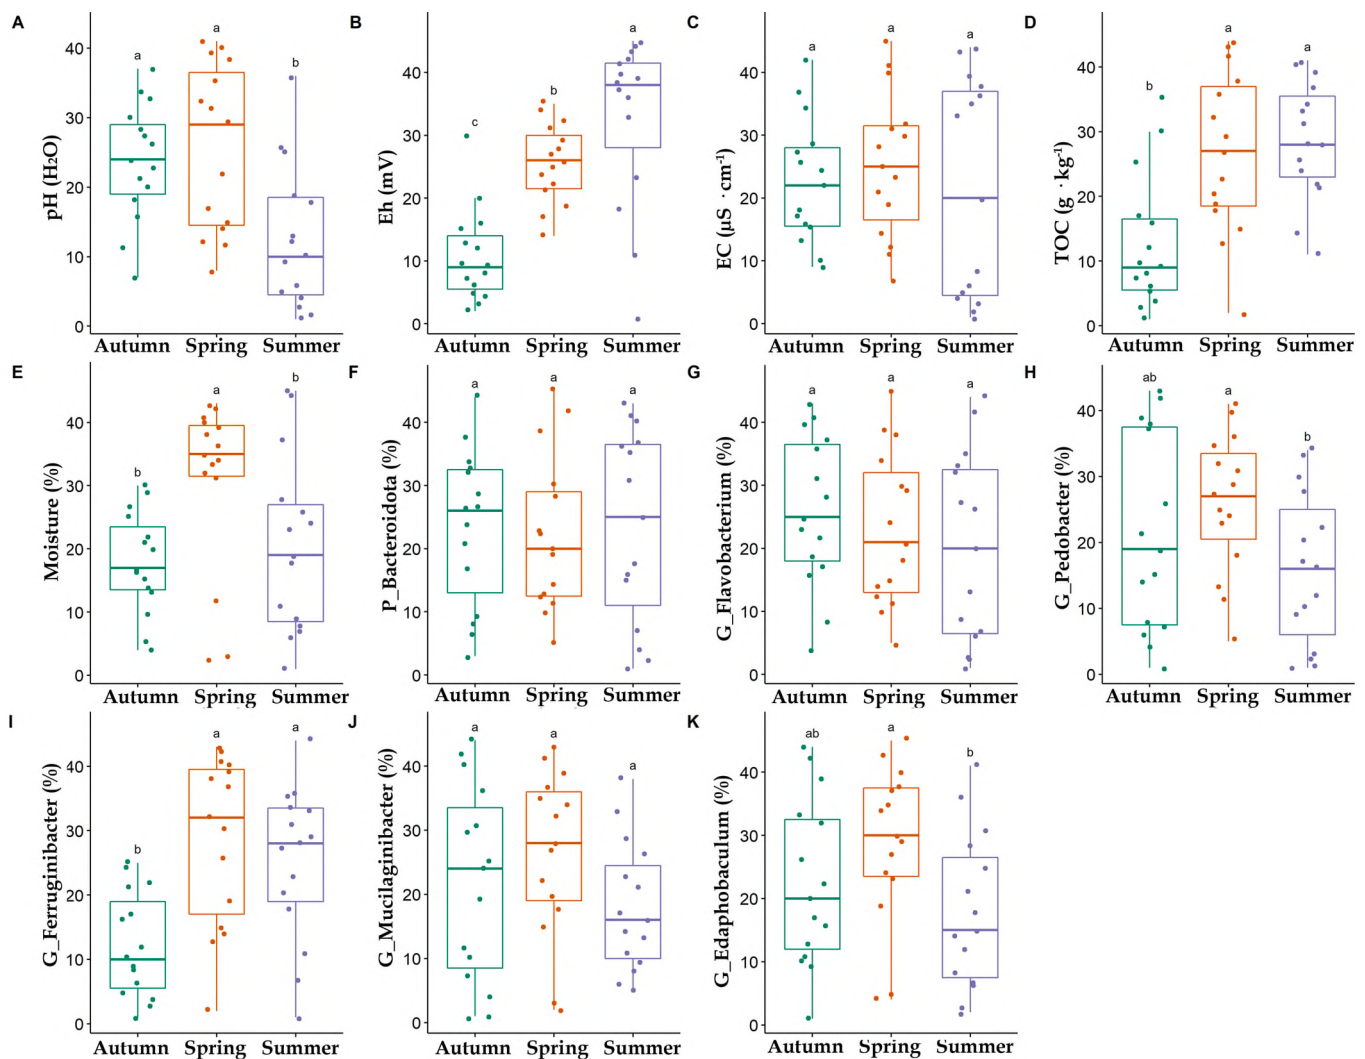 A
pH (H₂O)
40
30
20
10
0
a
a
b
Autumn
Spring
Summer
B
Eh (mV)
40
30
20
10
0
c
b
a
Autumn
Spring
Summer
C
EC (µS · cm⁻¹)
40
30
20
10
0
a
a
a
Autumn
Spring
Summer
D
TOC (g · kg⁻¹)
40
30
20
10
0
b
a
a
Autumn
Spring
Summer
E
Moisture (%)
40
30
20
10
0
b
a
b
Autumn
Spring
Summer
F
P_Bacteroidota (%)
40
30
20
10
0
a
a
a
Autumn
Spring
Summer
G
G_Flavobacterium (%)
40
30
20
10
0
a
a
a
Autumn
Spring
Summer
H
G_Pedobacter (%)
40
30
20
10
0
ab
a
b
Autumn
Spring
Summer
I
G_Ferruginibacter (%)
40
30
20
10
0
b
a
a
Autumn
Spring
Summer
J
G_Mucilaginibacter (%)
40
30
20
10
0
a
a
a
Autumn
Spring
Summer
K
G_Edaphobaculum (%)
40
30
20
10
0
ab
a
b
Autumn
Spring
Summer